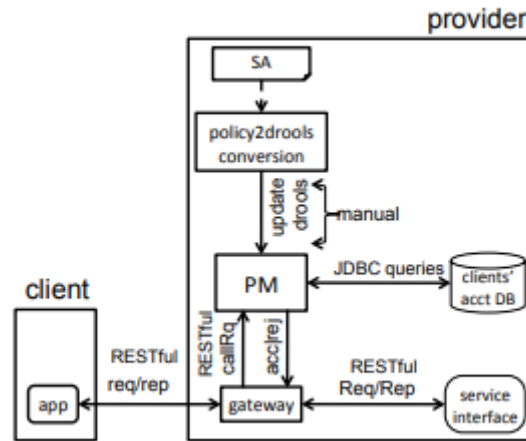 provider
SA
policy2drools
conversion
update
drools
manual
PM
JDBC queries
clients'
acct DB
client
RESTful
callRq
acc|rej
RESTful
req/rep
RESTful
Req/Rep
app
gateway
service
interface